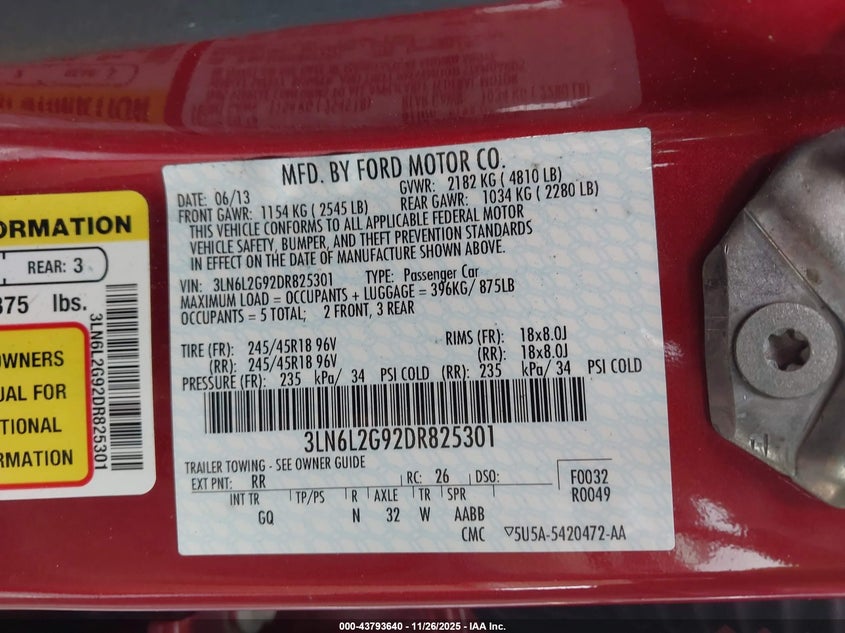 MFD. BY FORD MOTOR CO.
DATE: 06/13 GVWR: 2182 KG ( 4810 LB)
FRONT GAWR: 1154 KG ( 2545 LB) REAR GAWR: 1034 KG ( 2280 LB)
THIS VEHICLE CONFORMS TO ALL APPLICABLE FEDERAL MOTOR
VEHICLE SAFETY, BUMPER, AND THEFT PREVENTION STANDARDS
IN EFFECT ON THE DATE OF MANUFACTURE SHOWN ABOVE.
VIN: 3LN6L2G92DR825301 TYPE: Passenger Car
MAXIMUM LOAD = OCCUPANTS + LUGGAGE = 396KG/ 875LB
OCCUPANTS = 5 TOTAL; 2 FRONT, 3 REAR
TIRE (FR): 245/45R18 96V RIMS (FR): 18x8.0J
(RR): 245/45R18 96V (RR): 18x8.0J
PRESSURE (FR): 235 kPa/ 34 PSI COLD (RR): 235 kPa/ 34 PSI COLD
3LN6L2G92DR825301
TRAILER TOWING - SEE OWNER GUIDE
EXT PNT: RR RC: 26 DSO: F0032
R0049
INT TR TP/PS R AXLE TR SPR
GQ N 32 W AABB
CMC 5U5A-5420472-AA
ORMATION
REAR: 3
875 lbs.
OWNERS
UAL FOR
TIONAL
RMATION
3LN6L2G92DR825301
000-43793640 - 11/26/2025 - IAA Inc.